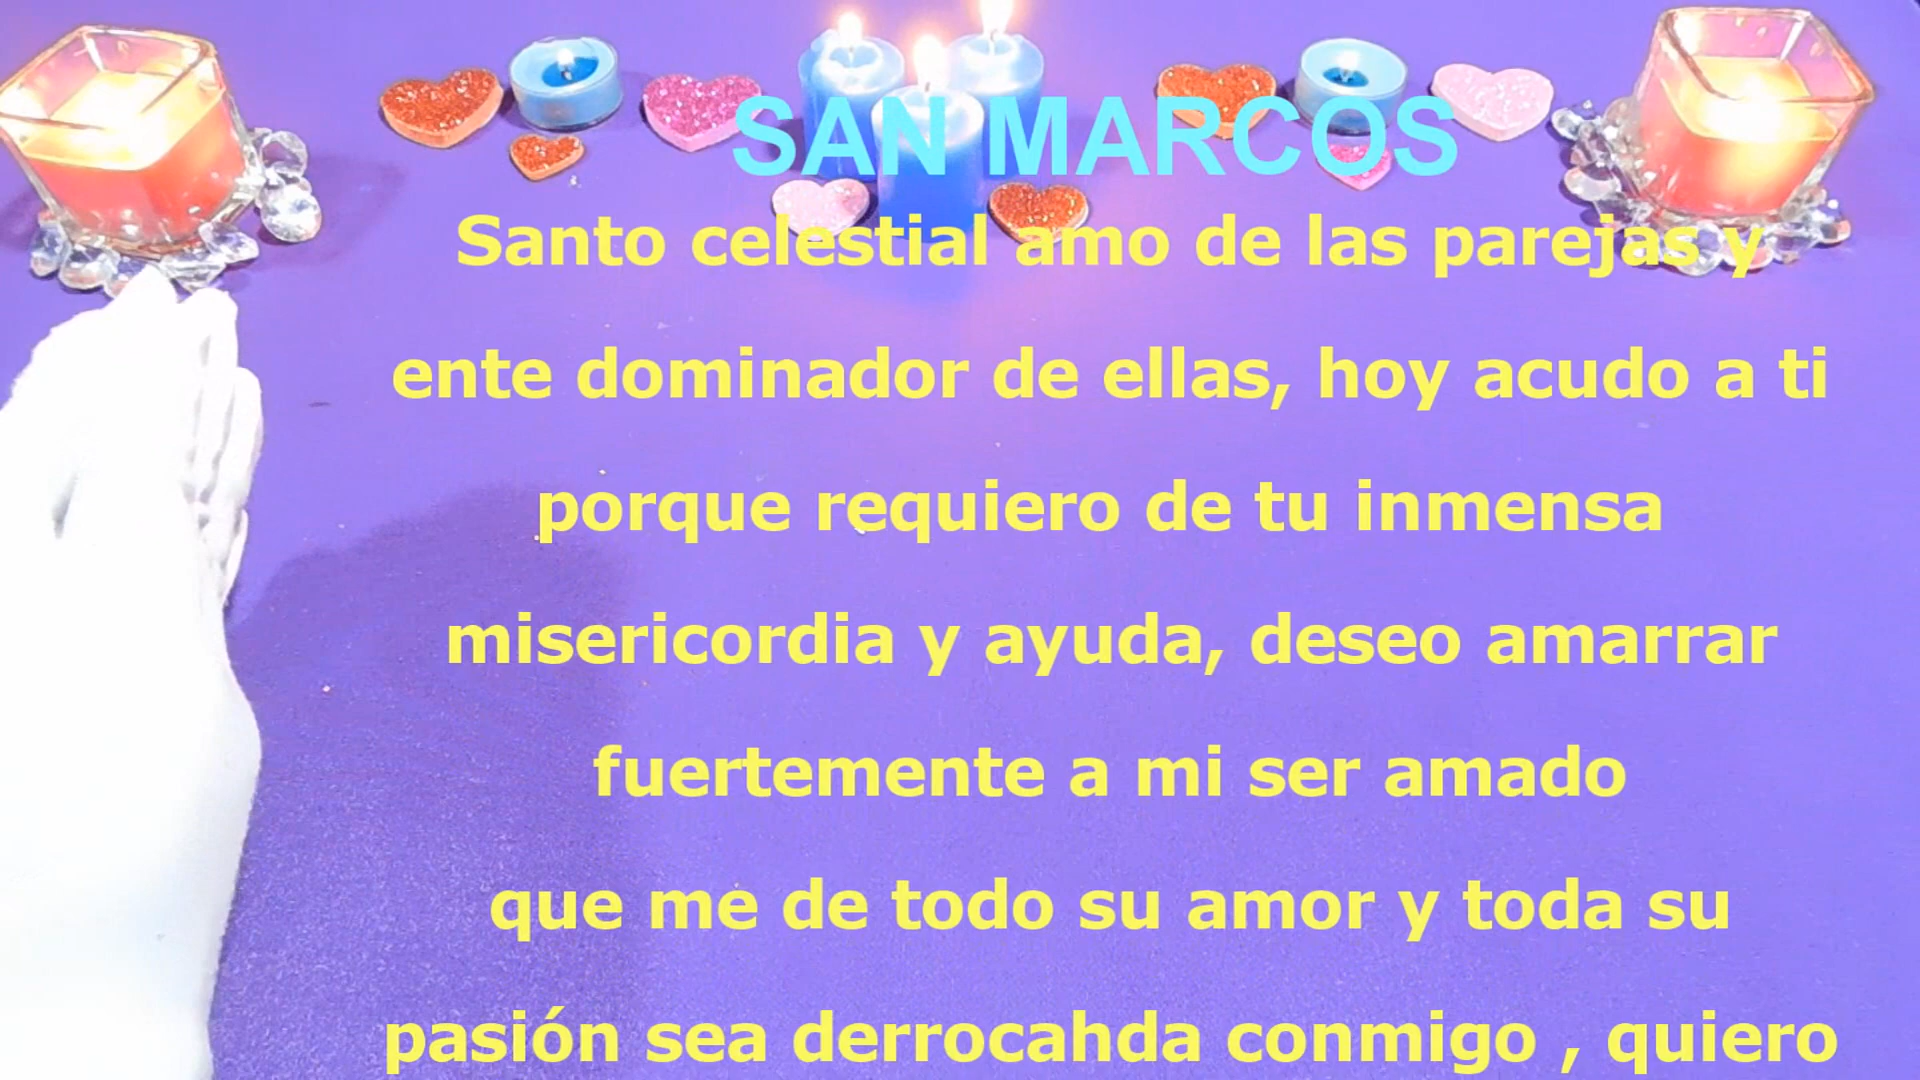 SAN MARCOS
Santo celestial amo de las parejas y
ente dominador de ellas, hoy acudo a ti
porque requiero de tu inmensa
misericordia y ayuda, deseo amarrar
fuertemente a mi ser amado
que me de todo su amor y toda su
pasión sea derrocahda conmigo , quiero